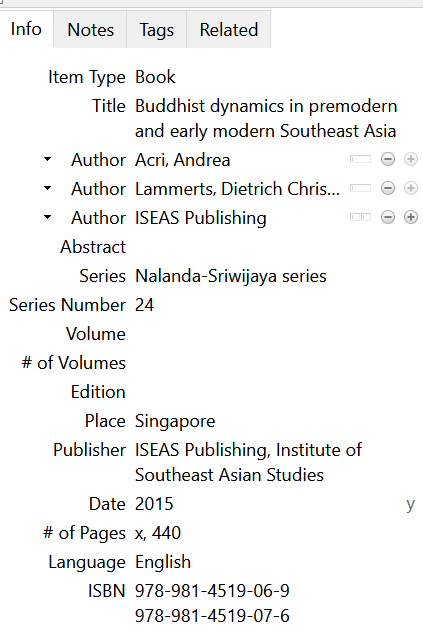 Info Notes Tags Related
Item Type Book
Title Buddhist dynamics in premodern
and early modern Southeast Asia
Author Acri, Andrea
Author Lammerts, Dietrich Chris...
Author ISEAS Publishing
Abstract
Series Nalanda-Sriwijaya series
Series Number 24
Volume
# of Volumes
Edition
Place Singapore
Publisher ISEAS Publishing, Institute of
Southeast Asian Studies
Date 2015 y
# of Pages x, 440
Language English
ISBN 978-981-4519-06-9
978-981-4519-07-6